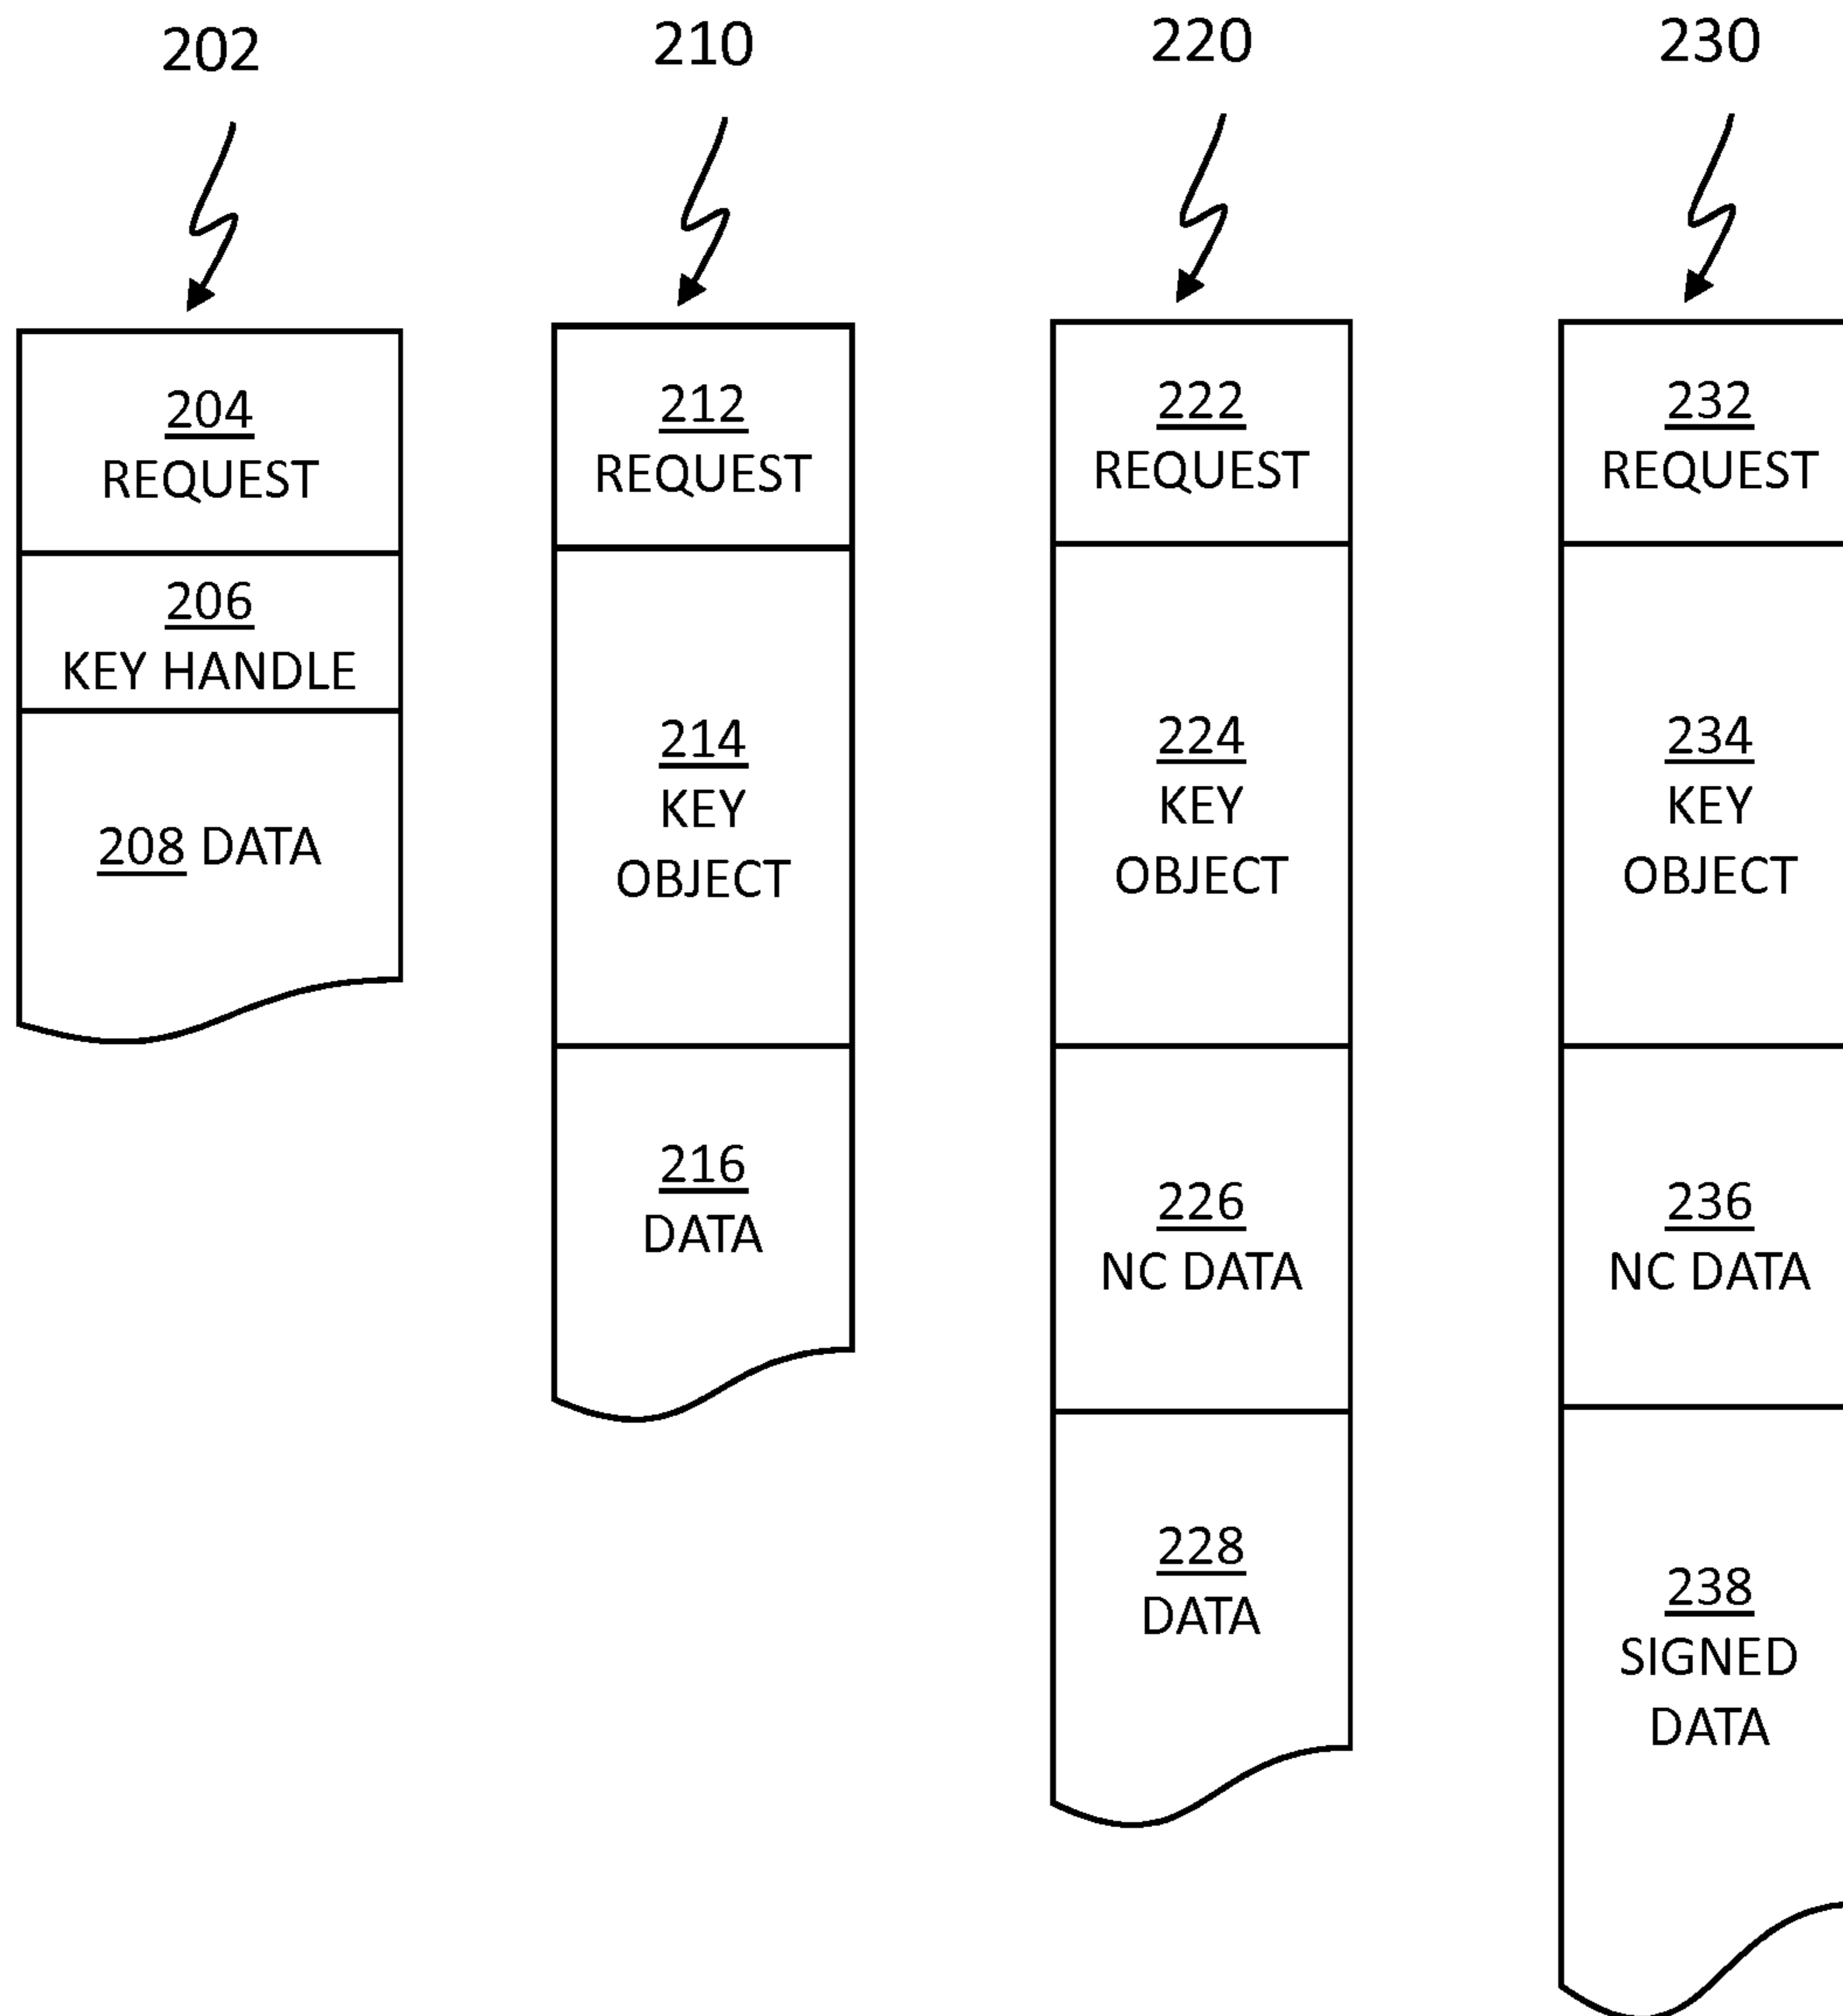 202
204
REQUEST
206
KEY HANDLE
208 DATA
210
212
REQUEST
214
KEY
OBJECT
216
DATA
220
222
REQUEST
224
KEY
OBJECT
226
NC DATA
228
DATA
230
232
REQUEST
234
KEY
OBJECT
236
NC DATA
238
SIGNED
DATA